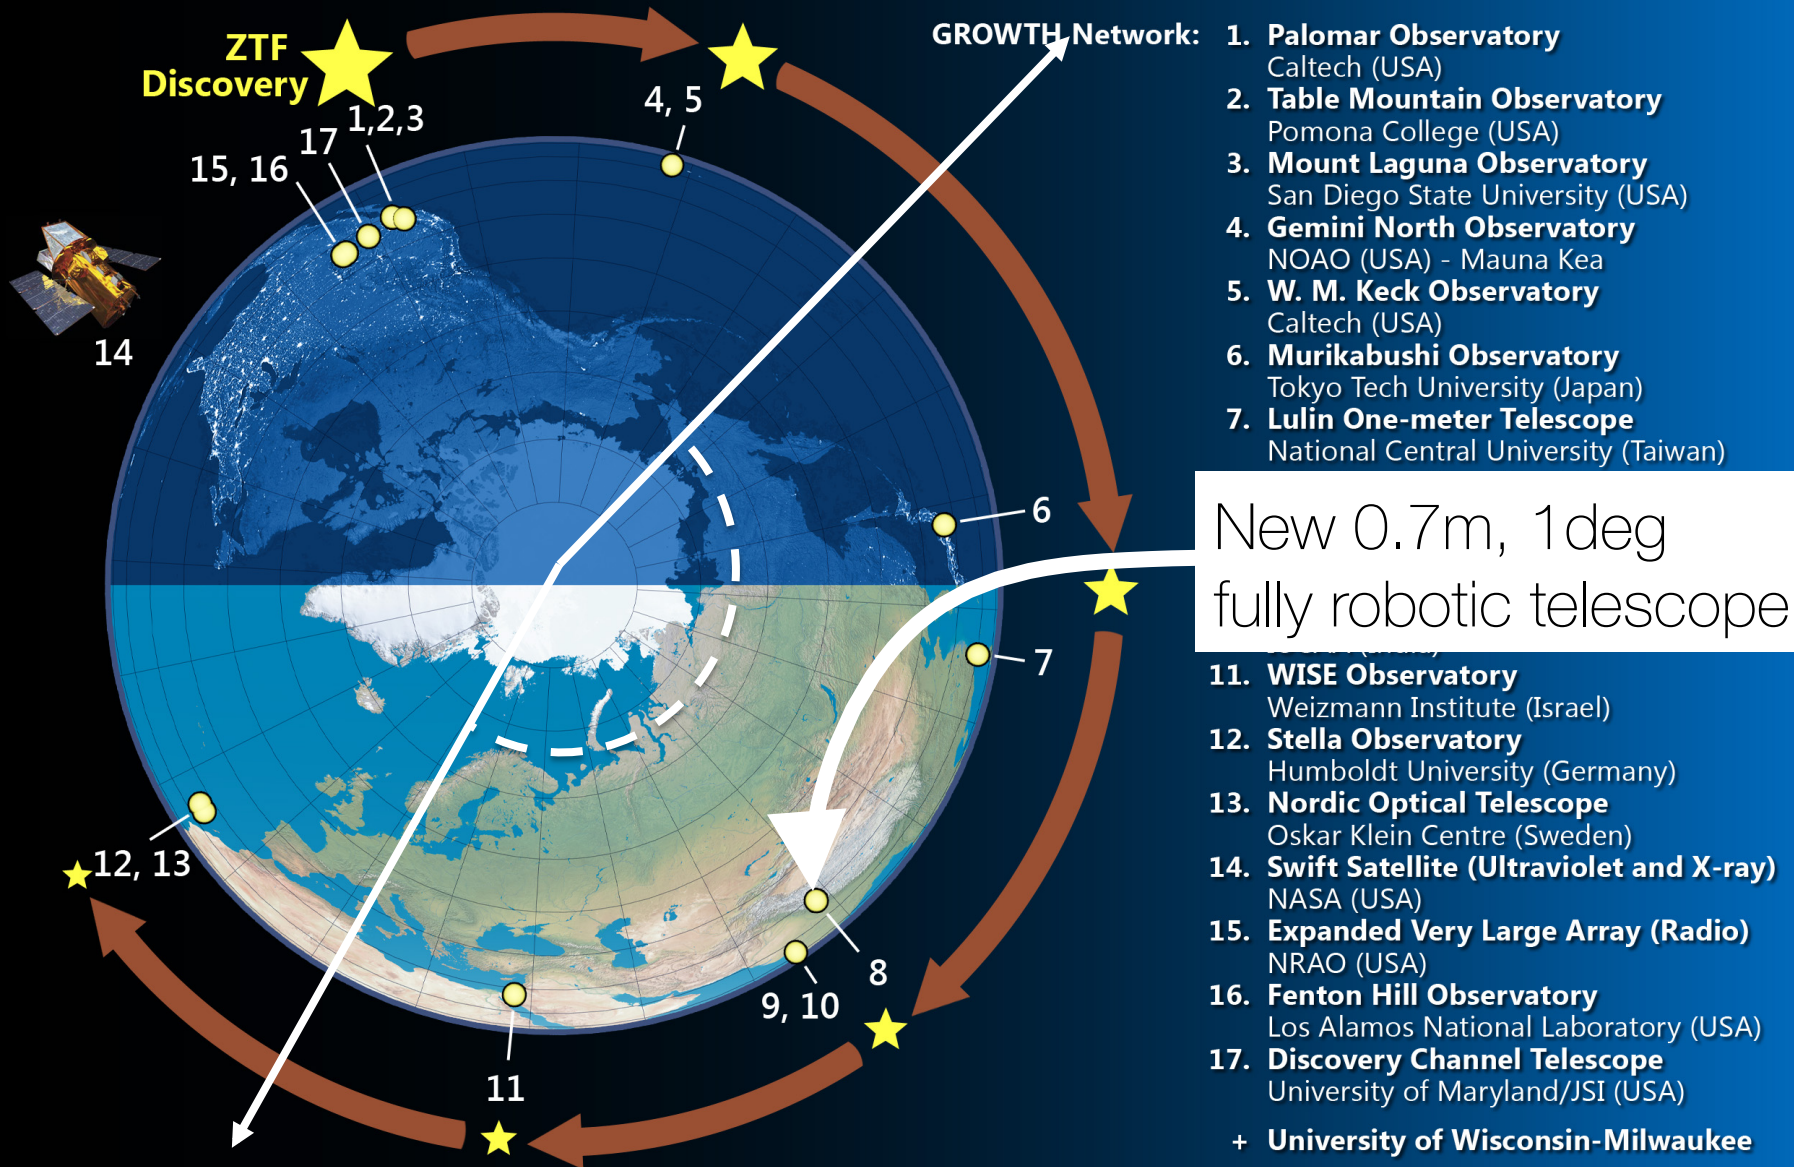 ZTF
Discovery
1,2,3
17
15, 16
4, 5
14
6
7
8
9, 10
11
12, 13
GROWTH Network:
1. Palomar Observatory
Caltech (USA)
2. Table Mountain Observatory
Pomona College (USA)
3. Mount Laguna Observatory
San Diego State University (USA)
4. Gemini North Observatory
NOAO (USA) - Mauna Kea
5. W. M. Keck Observatory
Caltech (USA)
6. Murikabushi Observatory
Tokyo Tech University (Japan)
7. Lulin One-meter Telescope
National Central University (Taiwan)
New 0.7m, 1deg
fully robotic telescope
11. WISE Observatory
Weizmann Institute (Israel)
12. Stella Observatory
Humboldt University (Germany)
13. Nordic Optical Telescope
Oskar Klein Centre (Sweden)
14. Swift Satellite (Ultraviolet and X-ray)
NASA (USA)
15. Expanded Very Large Array (Radio)
NRAO (USA)
16. Fenton Hill Observatory
Los Alamos National Laboratory (USA)
17. Discovery Channel Telescope
University of Maryland/JSI (USA)
+ University of Wisconsin-Milwaukee